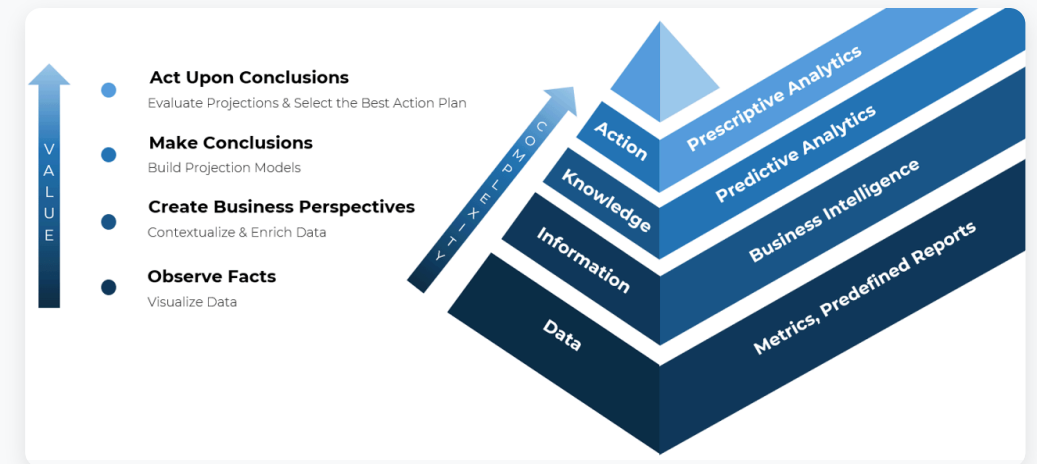 VALUE
Act Upon Conclusions
Evaluate Projections & Select the Best Action Plan
Make Conclusions
Build Projection Models
Create Business Perspectives
Contextualize & Enrich Data
Observe Facts
Visualize Data
COMPLEXITY
Action
Knowledge
Information
Data
Prescriptive Analytics
Predictive Analytics
Business Intelligence
Metrics, Predefined Reports